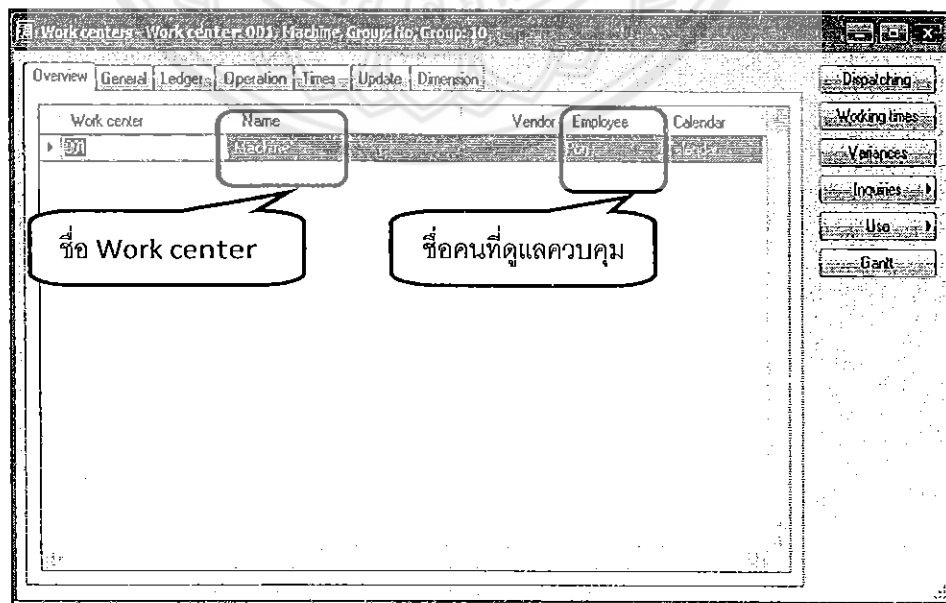 Work centers - Work center: 001, Machine, Group: No, Group: 10
Overview General Ledger Operation Times Update Dimension
Work center Name Vendor Employee Calendar
Machine
ชื่อ Work center
ชื่อคนที่ดูแลควบคุม
Dispatching
Working times
Variances
Inquiries
Use
Gantt